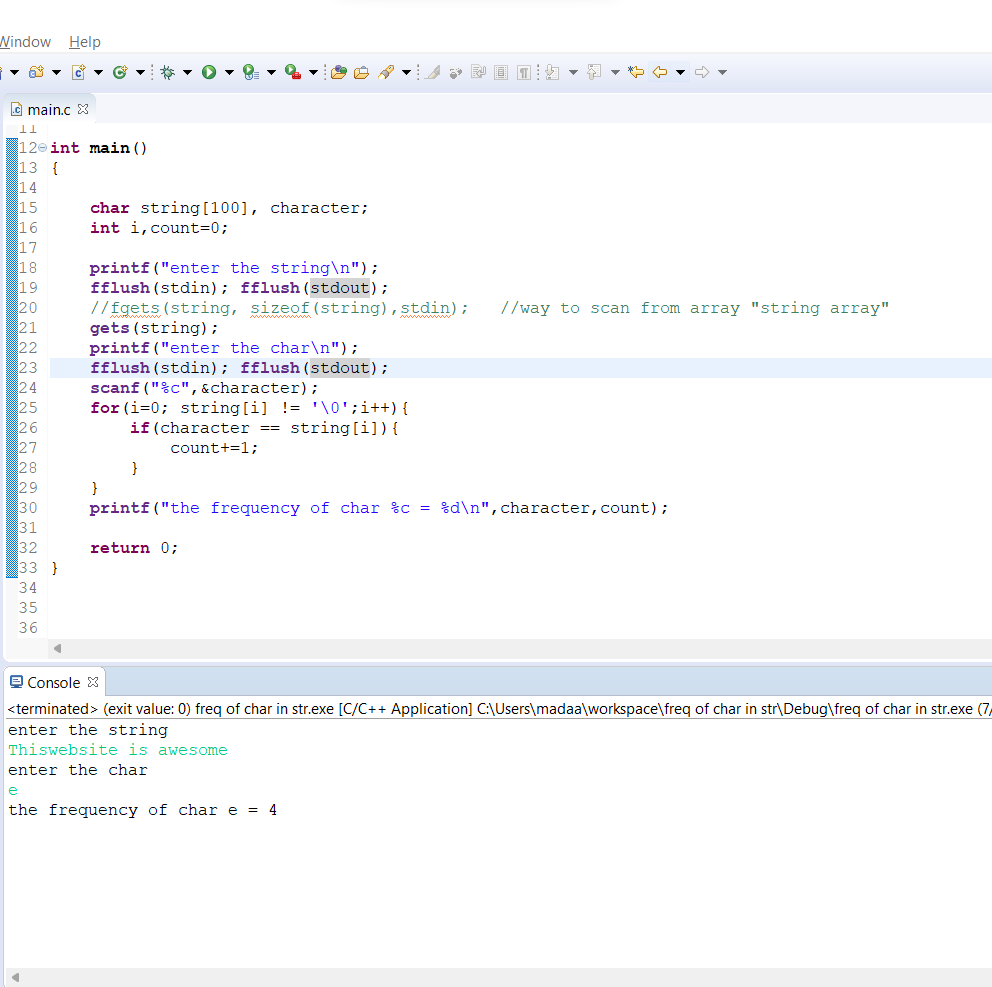 Window Help
main.c
11
12 int main()
13 {
14
15 char string[100], character;
16 int i,count=0;
17
18 printf("enter the string\n");
19 fflush(stdin); fflush(stdout);
20 //fgets(string, sizeof(string),stdin); //way to scan from array "string array"
21 gets(string);
22 printf("enter the char\n");
23 fflush(stdin); fflush(stdout);
24 scanf("%c",&character);
25 for(i=0; string[i] != '\0';i++){
26 if(character == string[i]){
27 count+=1;
28 }
29 }
30 printf("the frequency of char %c = %d\n",character,count);
31
32 return 0;
33 }
34
35
36
Console
<terminated> (exit value: 0) freq of char in str.exe [C/C++ Application] C:\Users\madaa\workspace\freq of char in str\Debug\freq of char in str.exe (7/
enter the string
Thiswebsite is awesome
enter the char
e
the frequency of char e = 4